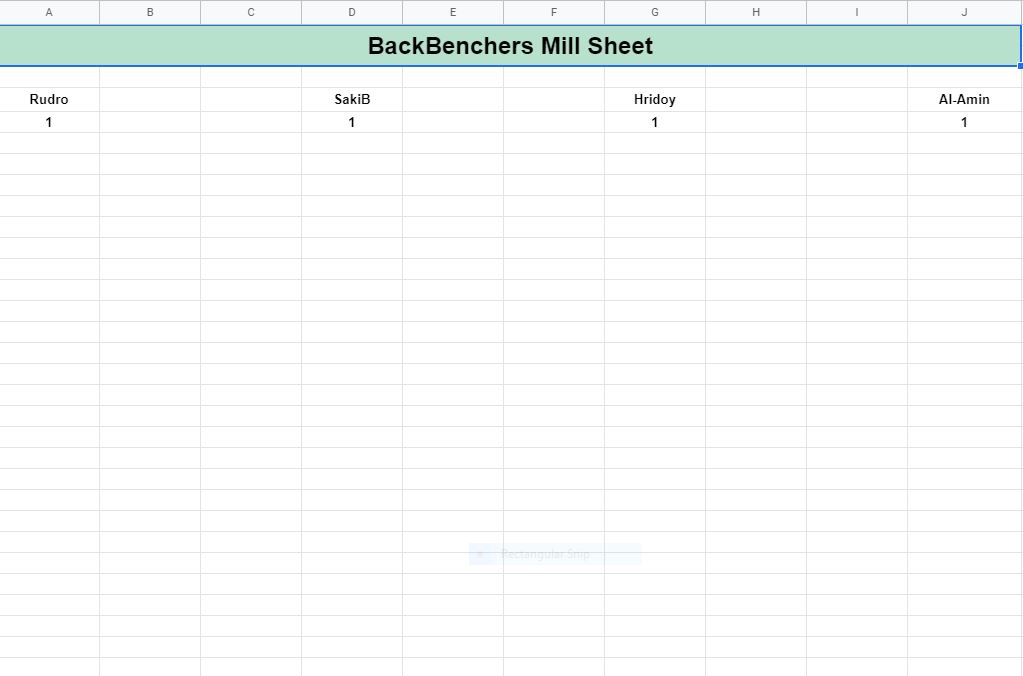 A B C D E F G H I J
BackBenchers Mill Sheet
Rudro SakiB Hridoy Al-Amin
1 1 1 1
Rectangular Snip